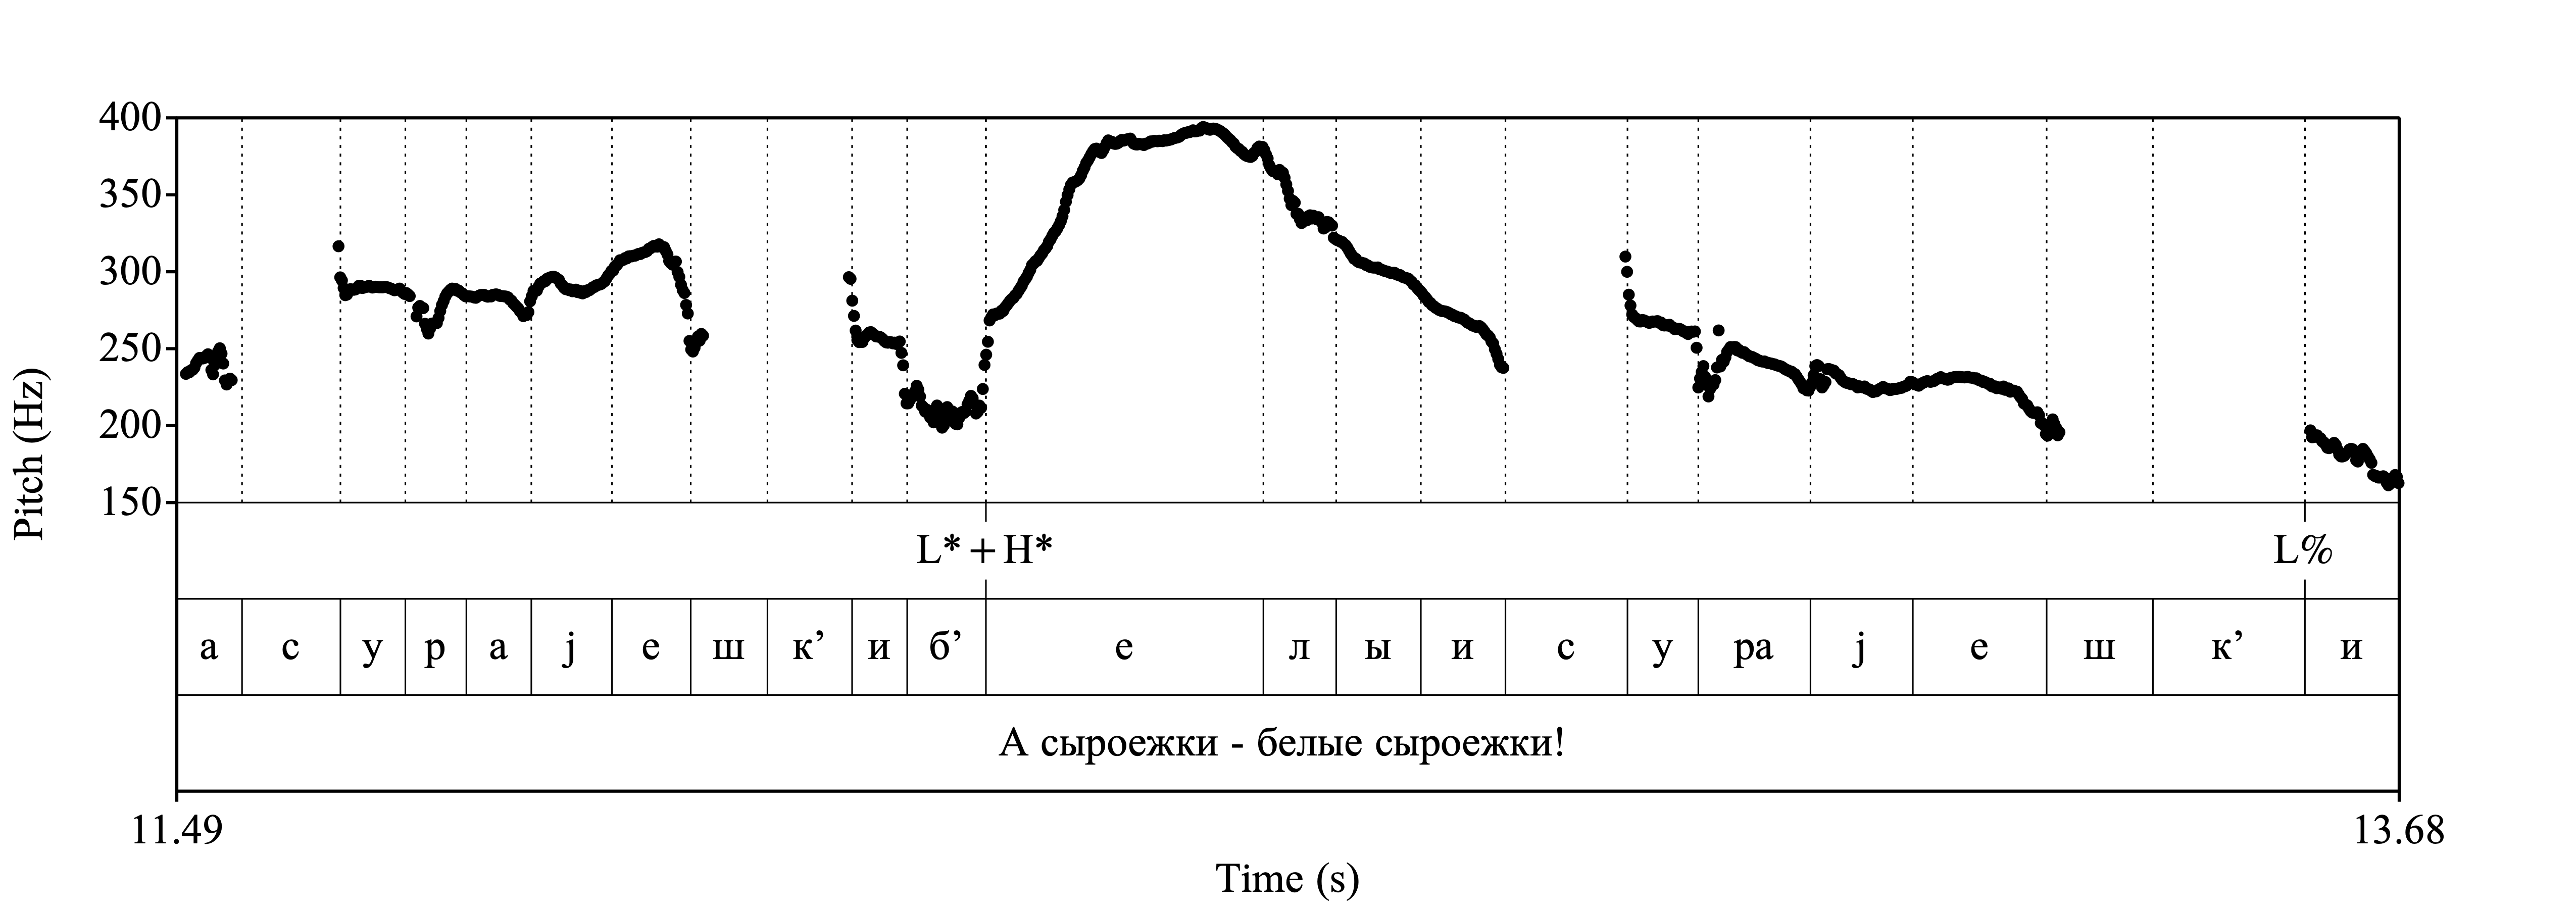 400
350
300
250
200
150
Pitch (Hz)
L*+H* L%
а с у р а j е ш к’ и б’ е л ы и с у ра j е ш к’ и
А сыроежки - белые сыроежки!
11.49 13.68
Time (s)